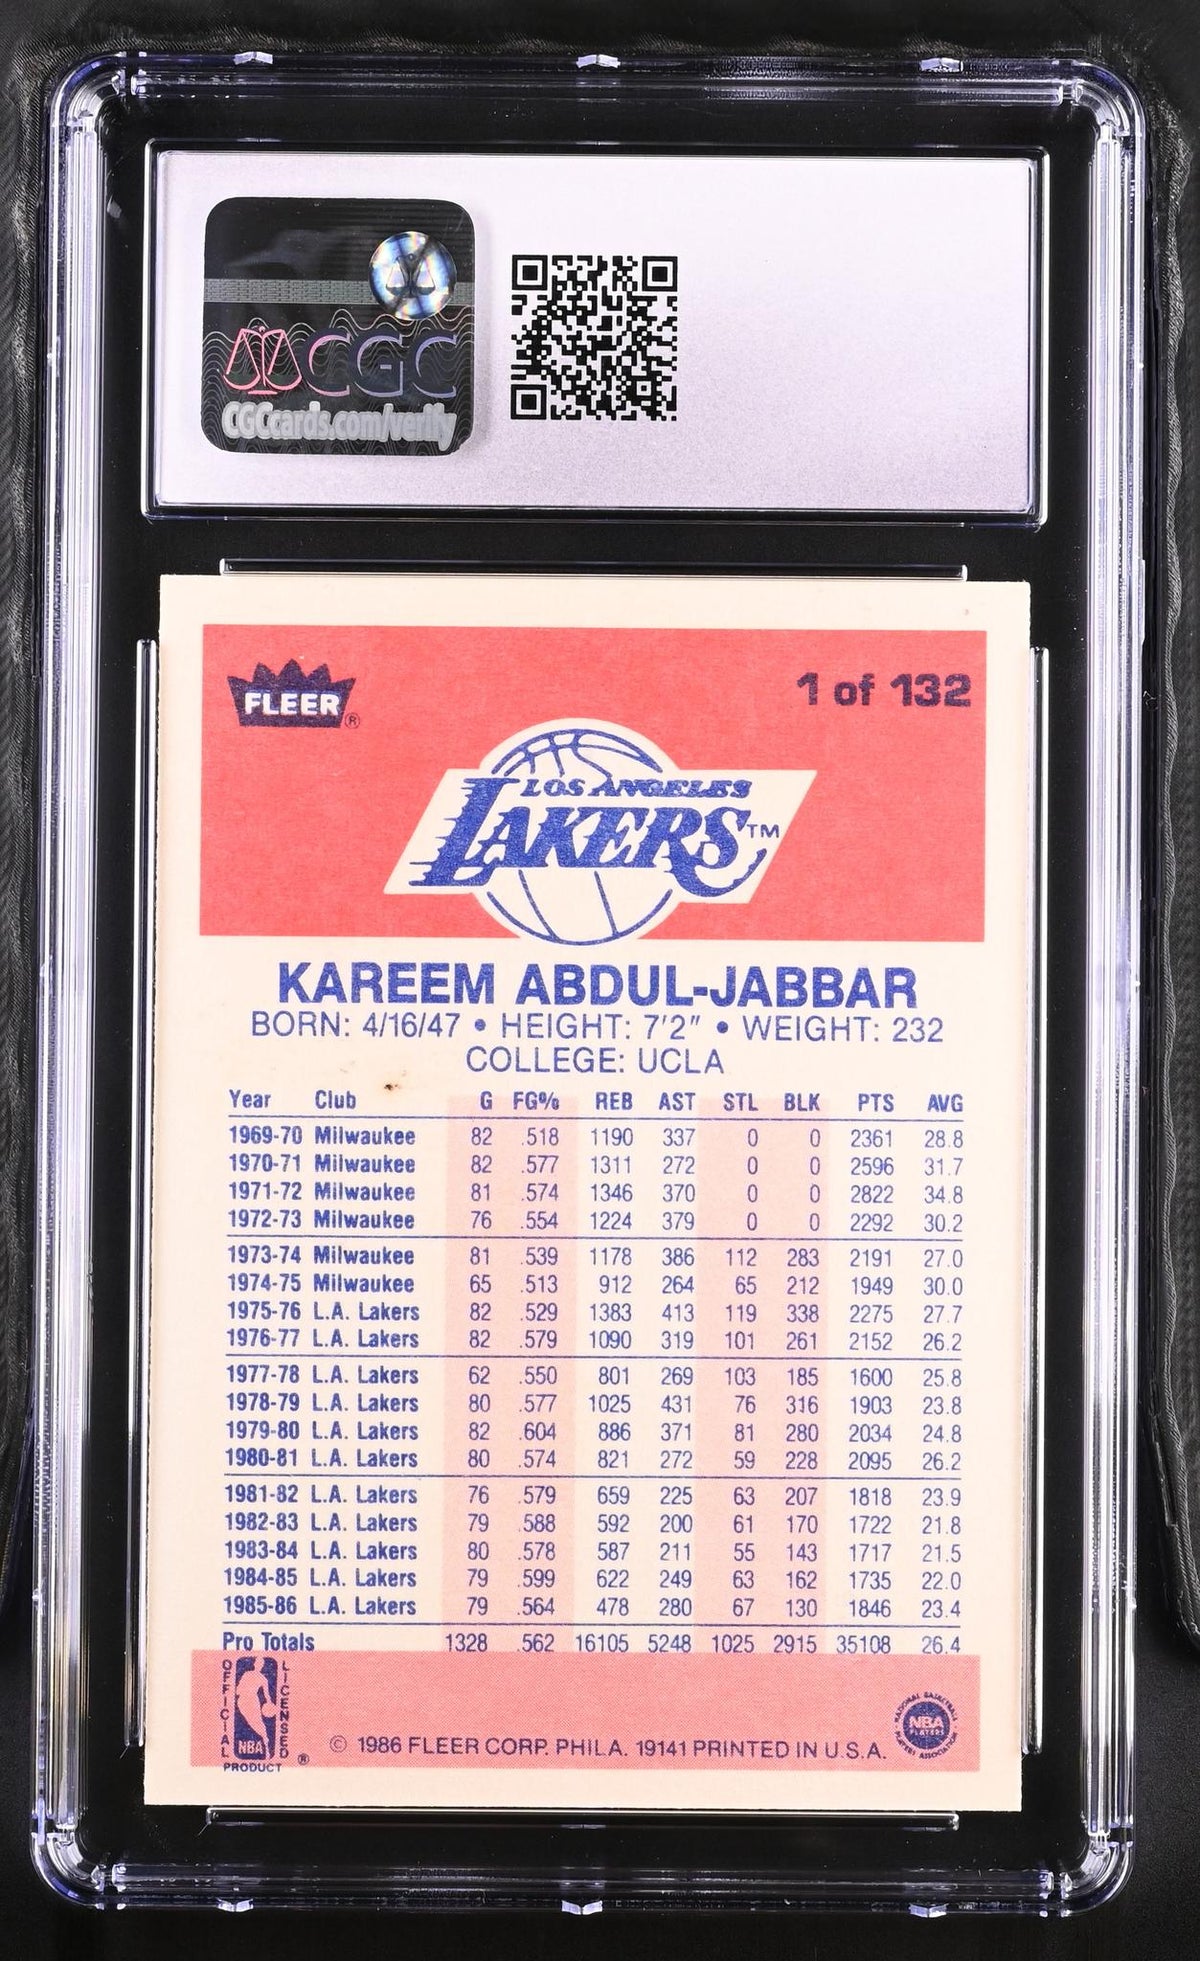 CGC
CGCcards.com/verify
FLEER ®
1 of 132
LOS ANGELES
LAKERS TM
KAREEM ABDUL-JABBAR
BORN: 4/16/47 • HEIGHT: 7'2" • WEIGHT: 232
COLLEGE: UCLA
Year Club G FG% REB AST STL BLK PTS AVG
1969-70 Milwaukee 82 .518 1190 337 0 0 2361 28.8
1970-71 Milwaukee 82 .577 1311 272 0 0 2596 31.7
1971-72 Milwaukee 81 .574 1346 370 0 0 2822 34.8
1972-73 Milwaukee 76 .554 1224 379 0 0 2292 30.2
1973-74 Milwaukee 81 .539 1178 386 112 283 2191 27.0
1974-75 Milwaukee 65 .513 912 264 65 212 1949 30.0
1975-76 L.A. Lakers 82 .529 1383 413 119 338 2275 27.7
1976-77 L.A. Lakers 82 .579 1090 319 101 261 2152 26.2
1977-78 L.A. Lakers 62 .550 801 269 103 185 1600 25.8
1978-79 L.A. Lakers 80 .577 1025 431 76 316 1903 23.8
1979-80 L.A. Lakers 82 .604 886 371 81 280 2034 24.8
1980-81 L.A. Lakers 80 .574 821 272 59 228 2095 26.2
1981-82 L.A. Lakers 76 .579 659 225 63 207 1818 23.9
1982-83 L.A. Lakers 79 .588 592 200 61 170 1722 21.8
1983-84 L.A. Lakers 80 .578 587 211 55 143 1717 21.5
1984-85 L.A. Lakers 79 .599 622 249 63 162 1735 22.0
1985-86 L.A. Lakers 79 .564 478 280 67 130 1846 23.4
Pro Totals 1328 .562 16105 5248 1025 2915 35108 26.4
OFFICIAL
NBA
LICENSED ®
PRODUCT
© 1986 FLEER CORP. PHILA. 19141 PRINTED IN U.S.A.
NATIONAL BASKETBALL
NBA
PLAYERS
PLAYERS ASSOCIATION